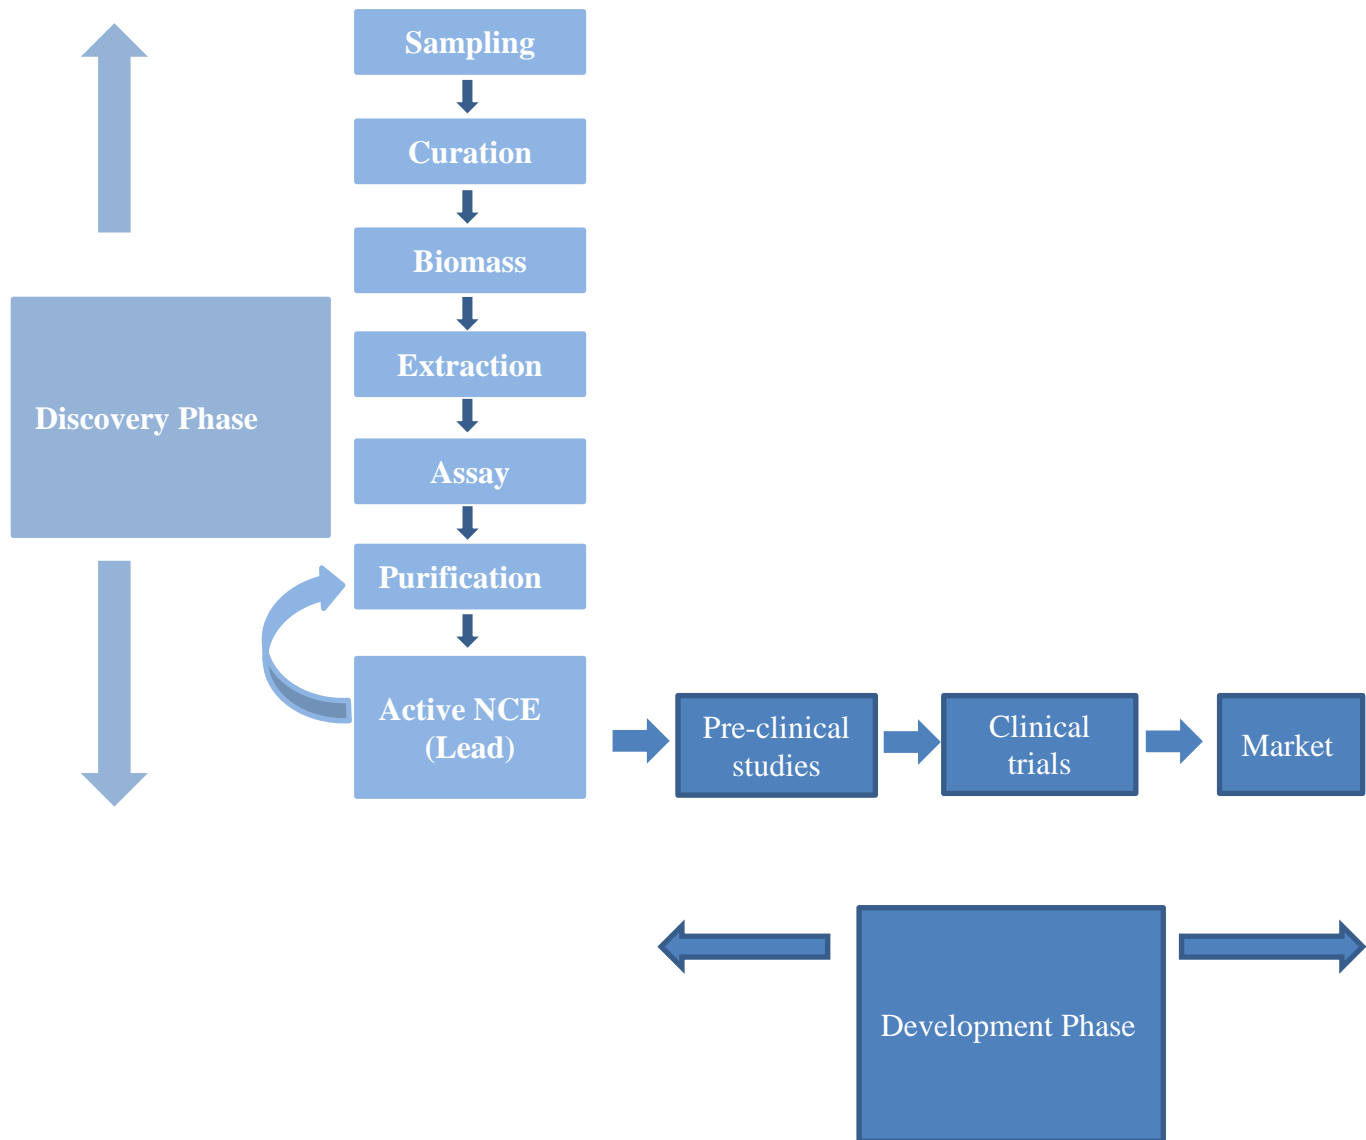 Sampling
Curation
Biomass
Extraction
Discovery Phase
Assay
Purification
Active NCE
(Lead)
Pre-clinical
studies
Clinical
trials
Market
Development Phase